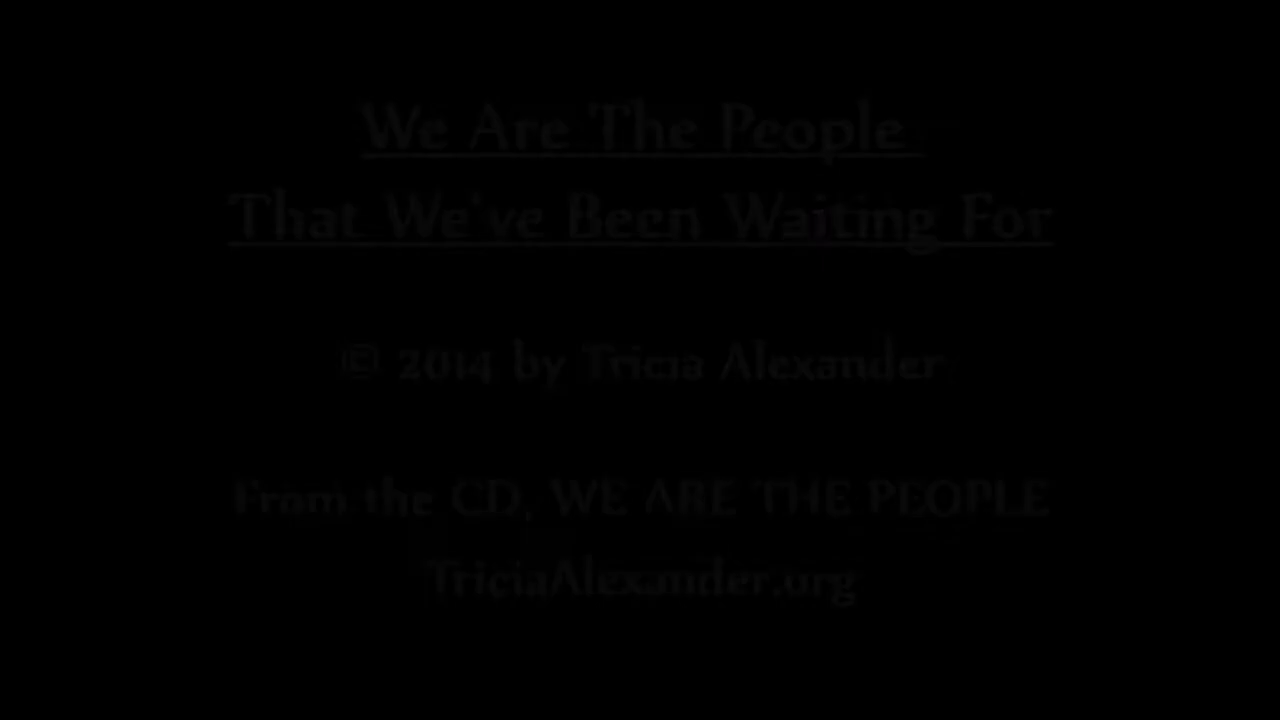 We Are The People
That We've Been Waiting For
© 2014 by Tricia Alexander
From the CD, WE ARE THE PEOPLE
TriciaAlexander.org